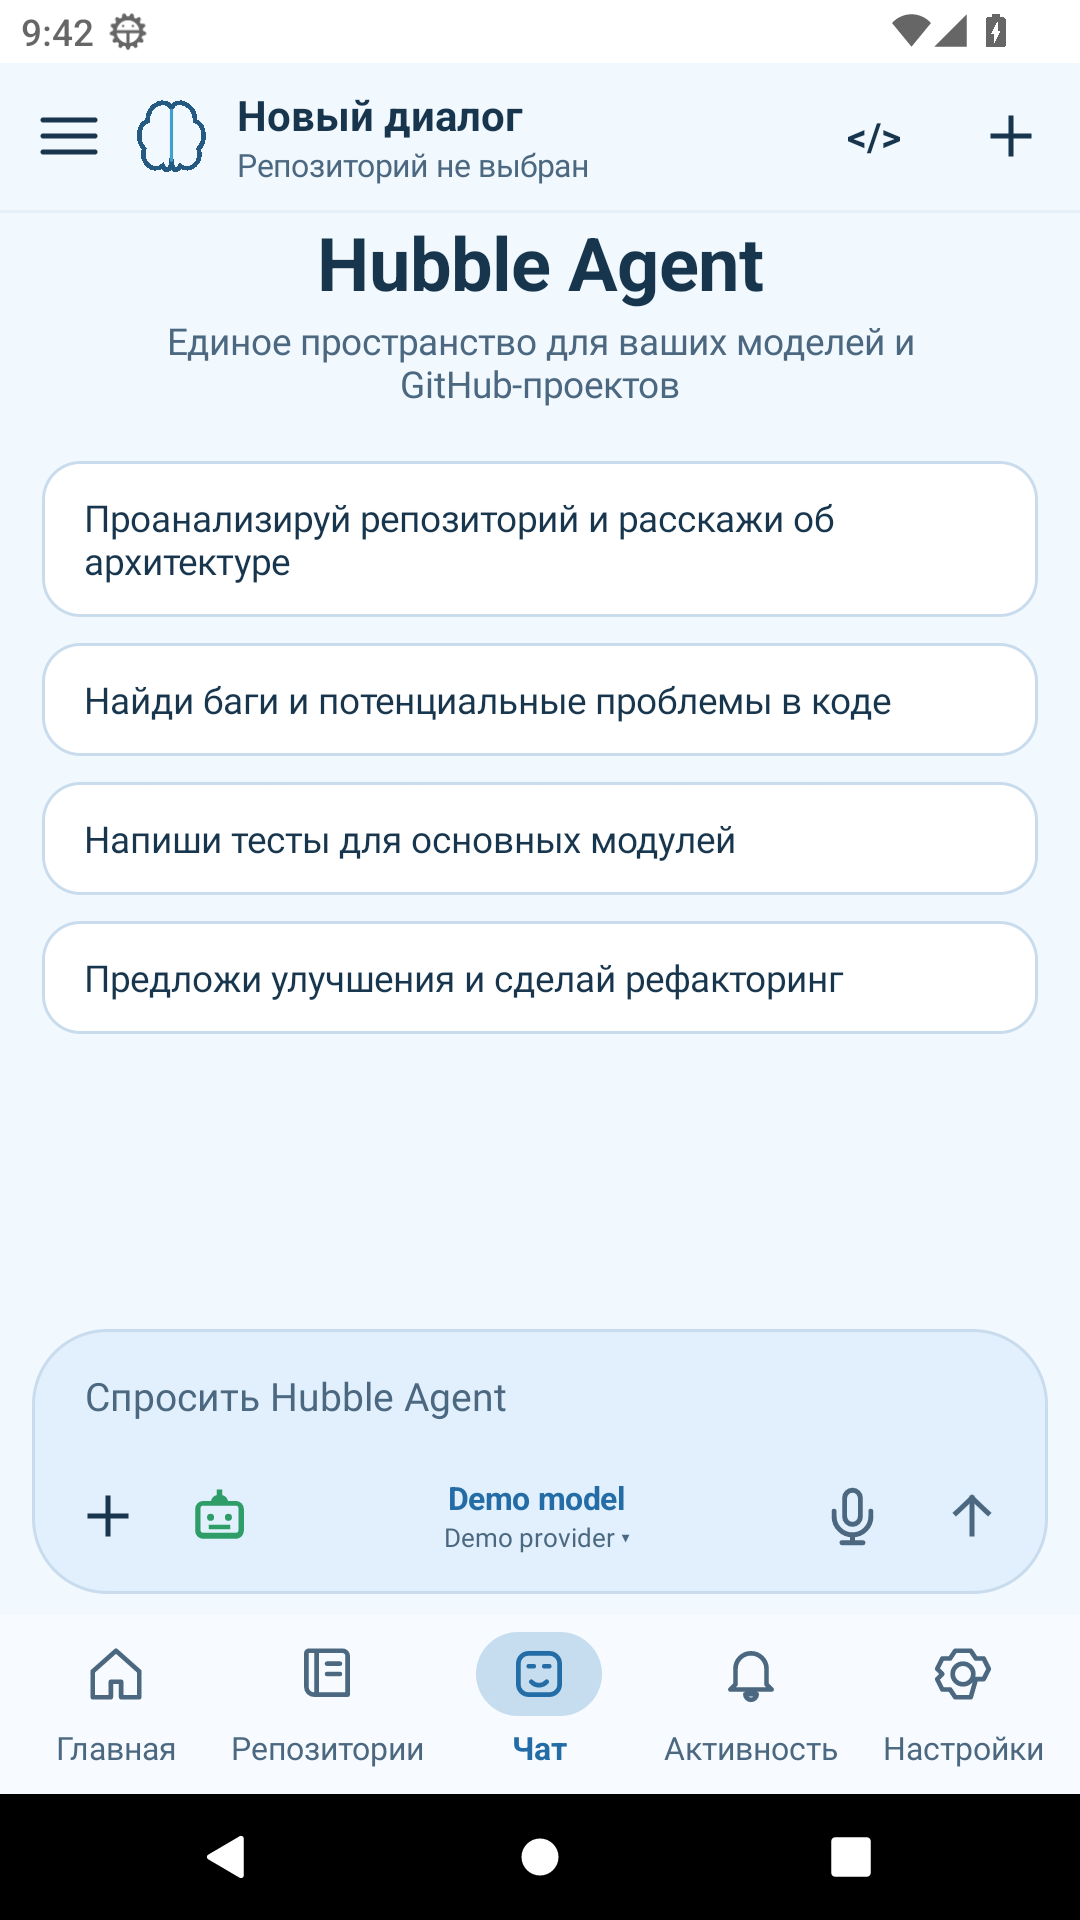 9:42
Новый диалог
Репозиторий не выбран
</>
Hubble Agent
Единое пространство для ваших моделей и
GitHub-проектов
Проанализируй репозиторий и расскажи об
архитектуре
Найди баги и потенциальные проблемы в коде
Напиши тесты для основных модулей
Предложи улучшения и сделай рефакторинг
Спросить Hubble Agent
Demo model
Demo provider ▾
Главная
Репозитории
Чат
Активность
Настройки